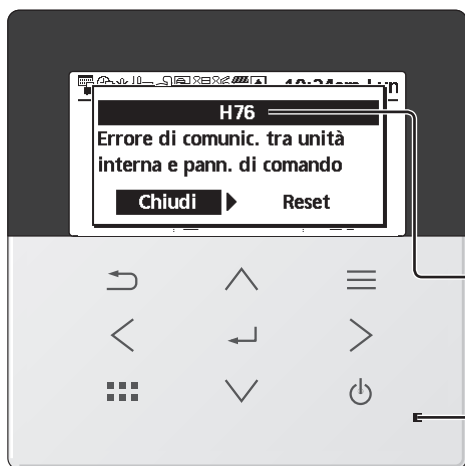 H76
Errore di comunic. tra unità
interna e pann. di comando
Chiudi Reset